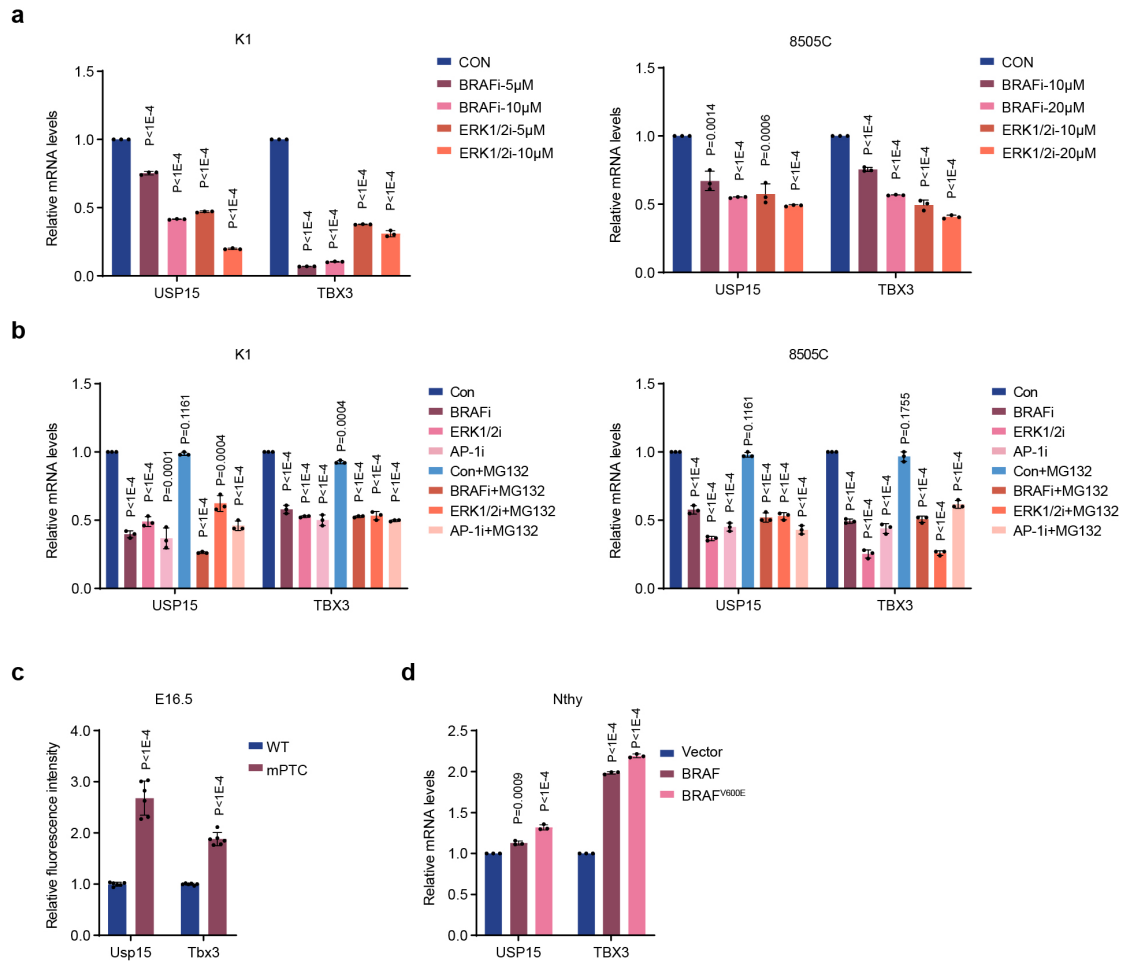 a
K1
Relative mRNA levels
1.5
1.0
0.5
0.0
P<1E-4
P<1E-4
P<1E-4
P<1E-4
P<1E-4
P<1E-4
P<1E-4
P<1E-4
USP15
TBX3
CON
BRAFi-5μM
BRAFi-10μM
ERK1/2i-5μM
ERK1/2i-10μM
8505C
Relative mRNA levels
1.5
1.0
0.5
0.0
P=0.0014
P<1E-4
P=0.0006
P<1E-4
P<1E-4
P<1E-4
P<1E-4
P<1E-4
USP15
TBX3
CON
BRAFi-10μM
BRAFi-20μM
ERK1/2i-10μM
ERK1/2i-20μM
b
K1
Relative mRNA levels
1.5
1.0
0.5
0.0
P<1E-4
P<1E-4
P=0.0001
P=0.1161
P<1E-4
P=0.0004
P<1E-4
P<1E-4
P<1E-4
P<1E-4
P=0.0004
P<1E-4
P<1E-4
P<1E-4
USP15
TBX3
Con
BRAFi
ERK1/2i
AP-1i
Con+MG132
BRAFi+MG132
ERK1/2i+MG132
AP-1i+MG132
8505C
Relative mRNA levels
1.5
1.0
0.5
0.0
P<1E-4
P<1E-4
P<1E-4
P=0.1161
P<1E-4
P<1E-4
P<1E-4
P<1E-4
P<1E-4
P<1E-4
P=0.1755
P<1E-4
P<1E-4
P<1E-4
USP15
TBX3
Con
BRAFi
ERK1/2i
AP-1i
Con+MG132
BRAFi+MG132
ERK1/2i+MG132
AP-1i+MG132
c
E16.5
Relative fluorescence intensity
4.0
3.0
2.0
1.0
0.0
P<1E-4
P<1E-4
Usp15
Tbx3
WT
mPTC
d
Nthy
Relative mRNA levels
2.5
2.0
1.5
1.0
0.5
0.0
P=0.0009
P<1E-4
P<1E-4
P<1E-4
USP15
TBX3
Vector
BRAF
BRAFV600E